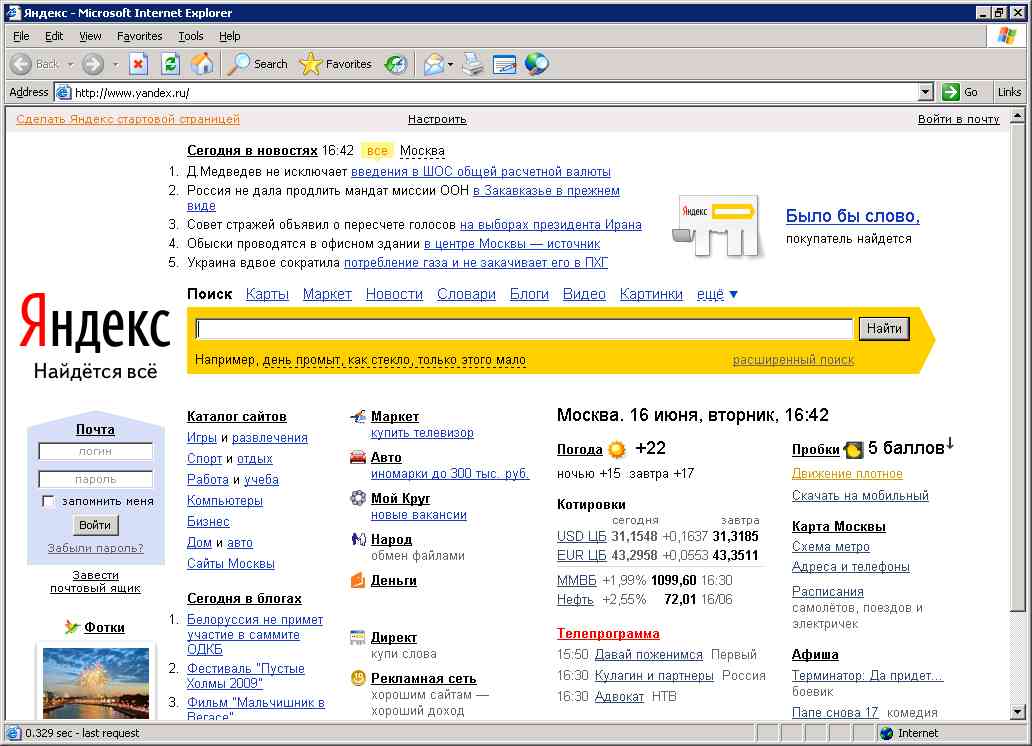 Яндекс - Microsoft Internet Explorer
File Edit View Favorites Tools Help
Back Search Favorites
Address http://www.yandex.ru/ Go Links
Сделать Яндекс стартовой страницей Настроить Войти в почту
Сегодня в новостях 16:42 все Москва
1. Д.Медведев не исключает введения в ШОС общей расчетной валюты
2. Россия не дала продлить мандат миссии ООН в Закавказье в прежнем
виде
3. Совет стражей объявил о пересчете голосов на выборах президента Ирана
4. Обыски проводятся в офисном здании в центре Москвы — источник
5. Украина вдвое сократила потребление газа и не закачивает его в ПХГ
Яндекс
Было бы слово,
покупатель найдется
Поиск Карты Маркет Новости Словари Блоги Видео Картинки ещё ▼
Яндекс
Найдётся всё
Найти
Например, день промыт, как стекло, только этого мало расширенный поиск
Почта
логин
пароль
запомнить меня
Войти
Забыли пароль?
Завести
почтовый ящик
Фотки
Каталог сайтов
Игры и развлечения
Спорт и отдых
Работа и учеба
Компьютеры
Бизнес
Дом и авто
Сайты Москвы
Сегодня в блогах
1. Белоруссия не примет
участие в саммите
ОДКБ
2. Фестиваль "Пустые
Холмы 2009"
3. Фильм "Мальчишник в
Вегасе"
Маркет
купить телевизор
Авто
иномарки до 300 тыс. руб.
Мой Круг
новые вакансии
Народ
обмен файлами
Деньги
Директ
купи слова
Рекламная сеть
хорошим сайтам —
хороший доход
Москва. 16 июня, вторник, 16:42
Погода +22
ночью +15 завтра +17
Котировки
сегодня завтра
USD ЦБ 31,1548 +0,1637 31,3185
EUR ЦБ 43,2958 +0,0553 43,3511
ММВБ +1,99% 1099,60 16:30
Нефть +2,55% 72,01 16/06
Телепрограмма
15:50 Давай поженимся Первый
16:30 Кулагин и партнеры Россия
16:30 Адвокат НТВ
Пробки 5 баллов↓
Движение плотное
Скачать на мобильный
Карта Москвы
Схема метро
Адреса и телефоны
Расписания
самолётов, поездов и
электричек
Афиша
Терминатор: Да придет...
боевик
Папе снова 17 комедия
0.329 sec - last request Internet